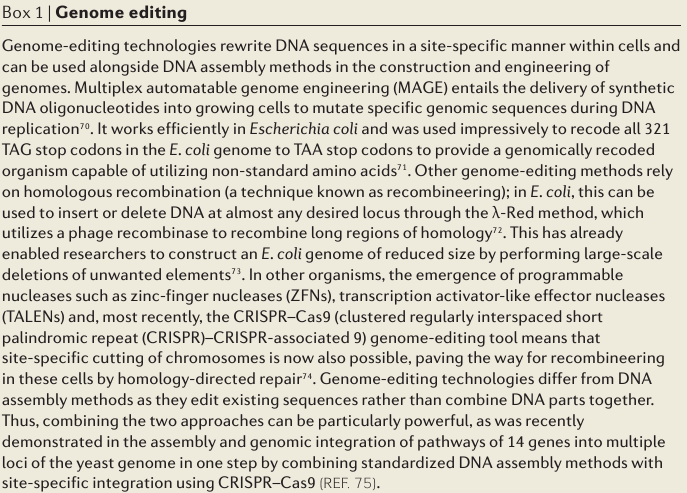 Box 1 | Genome editing
Genome-editing technologies rewrite DNA sequences in a site-specific manner within cells and
can be used alongside DNA assembly methods in the construction and engineering of
genomes. Multiplex automatable genome engineering (MAGE) entails the delivery of synthetic
DNA oligonucleotides into growing cells to mutate specific genomic sequences during DNA
replication⁷⁰. It works efficiently in Escherichia coli and was used impressively to recode all 321
TAG stop codons in the E. coli genome to TAA stop codons to provide a genomically recoded
organism capable of utilizing non-standard amino acids⁷¹. Other genome-editing methods rely
on homologous recombination (a technique known as recombineering); in E. coli, this can be
used to insert or delete DNA at almost any desired locus through the λ-Red method, which
utilizes a phage recombinase to recombine long regions of homology⁷². This has already
enabled researchers to construct an E. coli genome of reduced size by performing large-scale
deletions of unwanted elements⁷³. In other organisms, the emergence of programmable
nucleases such as zinc-finger nucleases (ZFNs), transcription activator-like effector nucleases
(TALENs) and, most recently, the CRISPR–Cas9 (clustered regularly interspaced short
palindromic repeat (CRISPR)–CRISPR-associated 9) genome-editing tool means that
site-specific cutting of chromosomes is now also possible, paving the way for recombineering
in these cells by homology-directed repair⁷⁴. Genome-editing technologies differ from DNA
assembly methods as they edit existing sequences rather than combine DNA parts together.
Thus, combining the two approaches can be particularly powerful, as was recently
demonstrated in the assembly and genomic integration of pathways of 14 genes into multiple
loci of the yeast genome in one step by combining standardized DNA assembly methods with
site-specific integration using CRISPR–Cas9 (REF. 75).